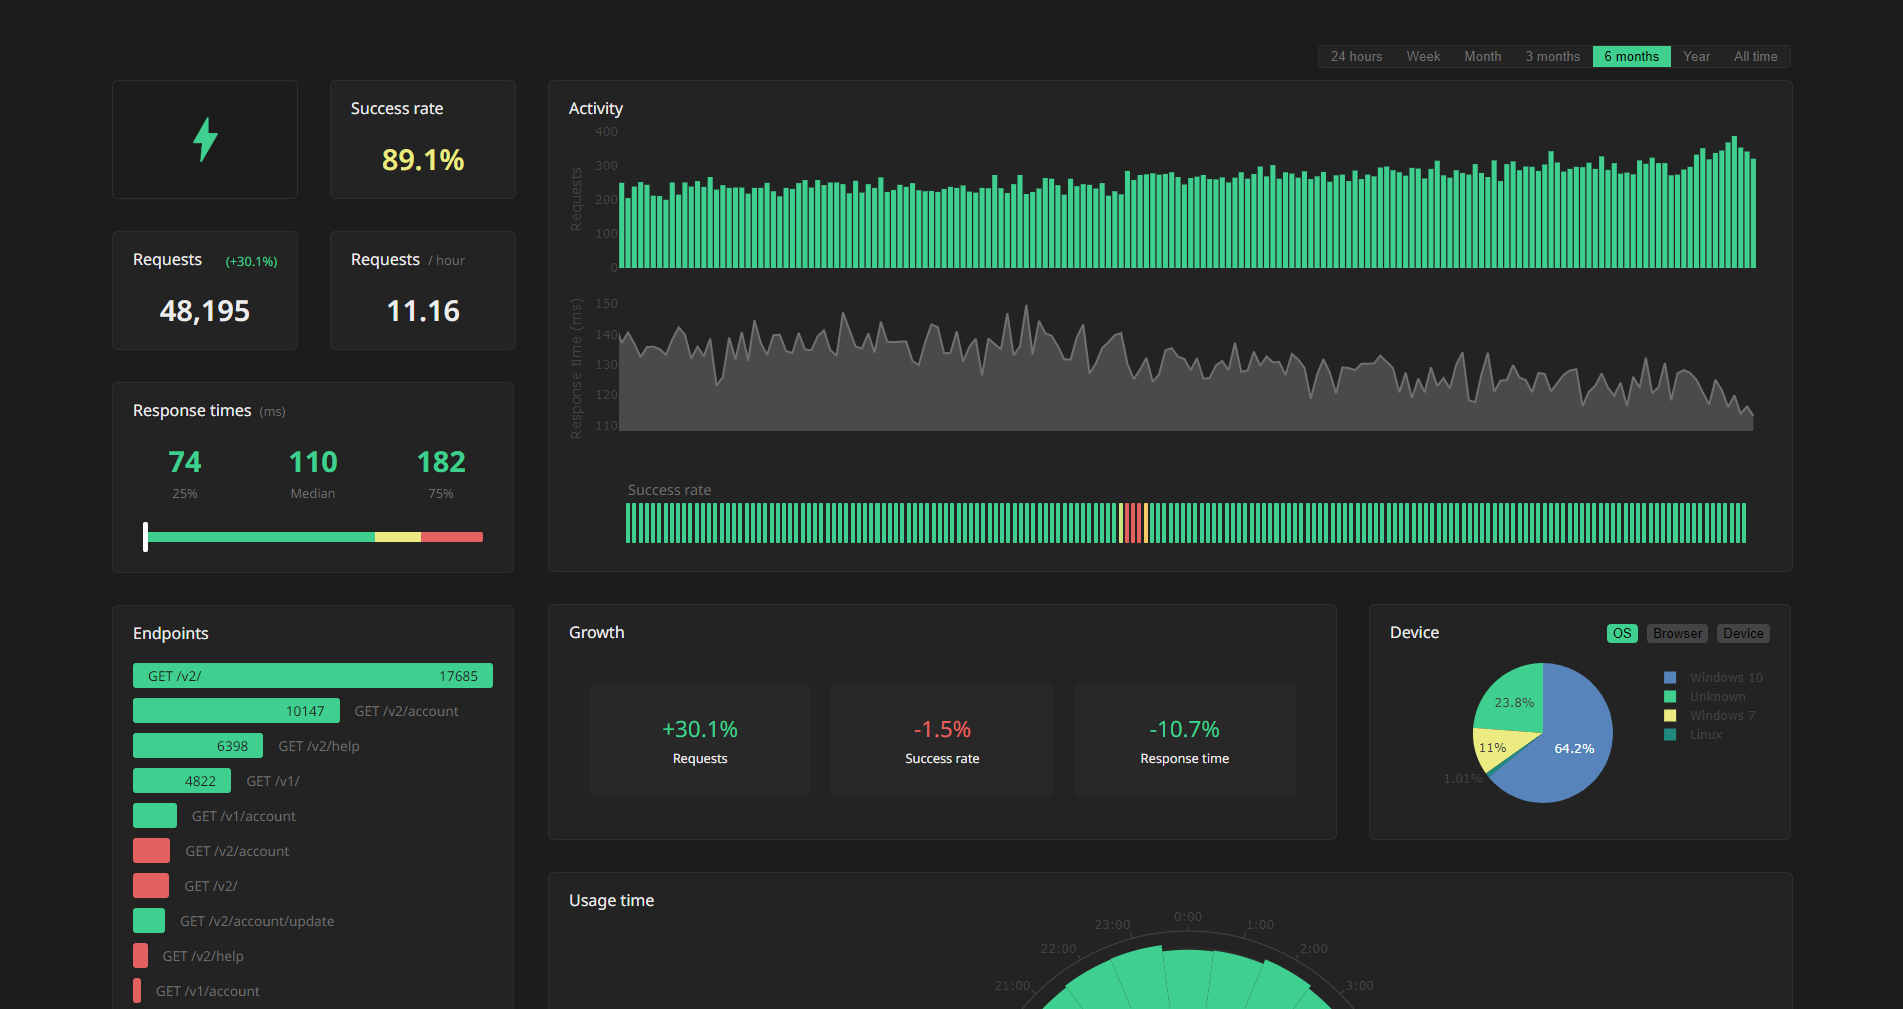 24 hours Week Month 3 months 6 months Year All time
Success rate
89.1%
Requests (+30.1%)
48,195
Requests / hour
11.16
Response times (ms)
74 110 182
25% Median 75%
Activity
400
300
200
100
0
Requests
150
140
130
120
110
Response time (ms)
Success rate
Endpoints
GET /v2/ 17685
10147 GET /v2/account
6398 GET /v2/help
4822 GET /v1/
GET /v1/account
GET /v2/account
GET /v2/
GET /v2/account/update
GET /v2/help
GET /v1/account
Growth
+30.1%
Requests
-1.5%
Success rate
-10.7%
Response time
Device
OS Browser Device
23.8%
11%
1.01%
64.2%
Windows 10
Unknown
Windows 7
Linux
Usage time
21:00
22:00
23:00
0:00
1:00
2:00
3:00